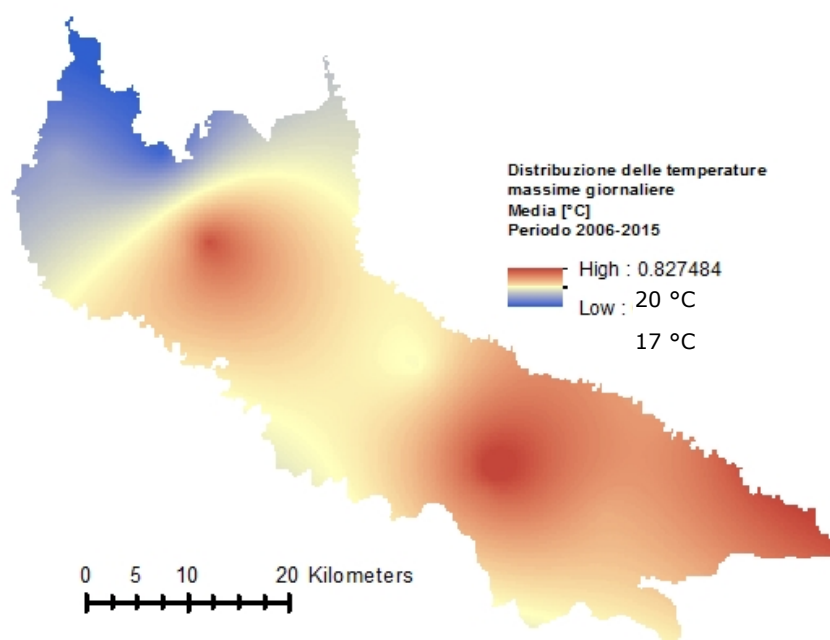 Distribuzione delle temperature
massime giornaliere
Media [°C]
Periodo 2006-2015
High : 0.827484
Low : 20 °C
17 °C
0 5 10 20 Kilometers